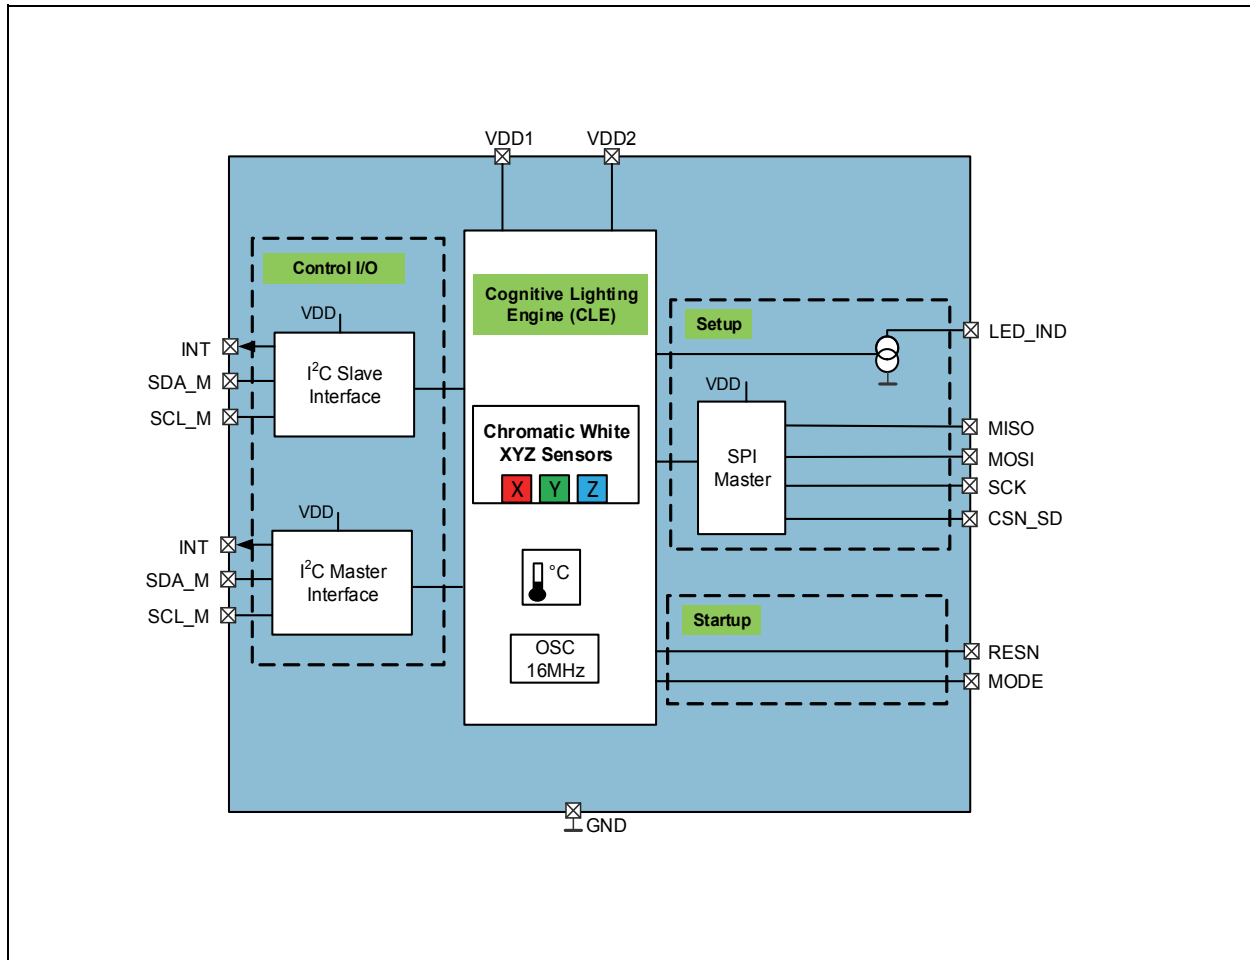 VDD1
VDD2
Control I/O
VDD
INT
SDA_M
SCL_M
I2C Slave
Interface
VDD
INT
SDA_M
SCL_M
I2C Master
Interface
Cognitive Lighting
Engine (CLE)
Chromatic White
XYZ Sensors
X Y Z
°C
OSC
16MHz
Setup
LED_IND
VDD
SPI
Master
MISO
MOSI
SCK
CSN_SD
Startup
RESN
MODE
GND